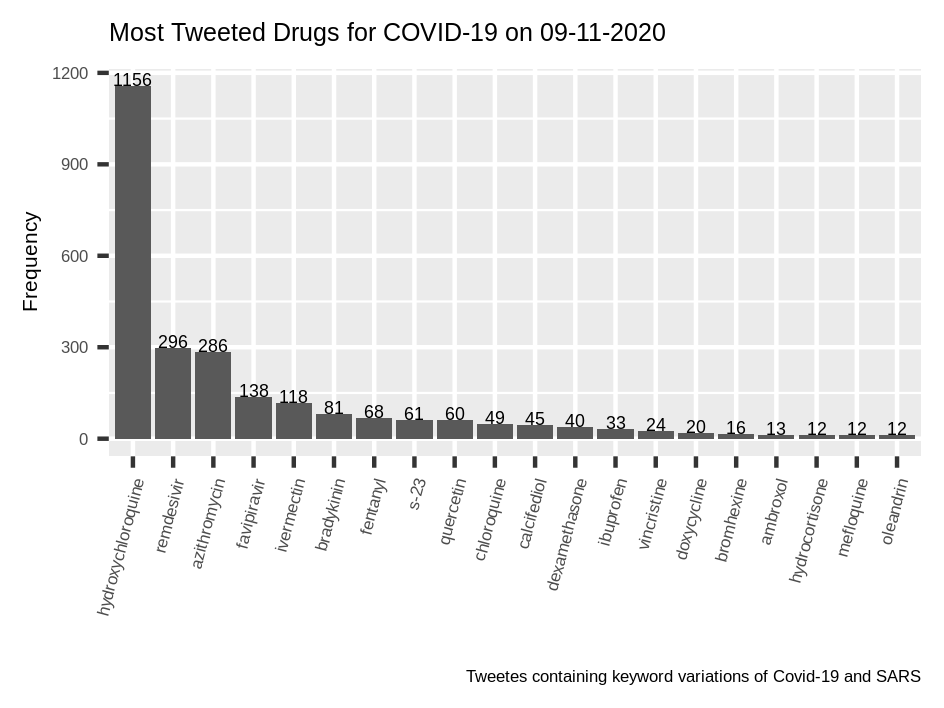 Most Tweeted Drugs for COVID-19 on 09-11-2020
Frequency
1200
900
600
300
0
1156
296
286
138
118
81
68
61
60
49
45
40
33
24
20
16
13
12
12
12
hydroxychloroquine
remdesivir
azithromycin
favipiravir
ivermectin
bradykinin
fentanyl
s-23
quercetin
chloroquine
calcifediol
dexamethasone
ibuprofen
vincristine
doxycycline
bromhexine
ambroxol
hydrocortisone
mefloquine
oleandrin
Tweetes containing keyword variations of Covid-19 and SARS